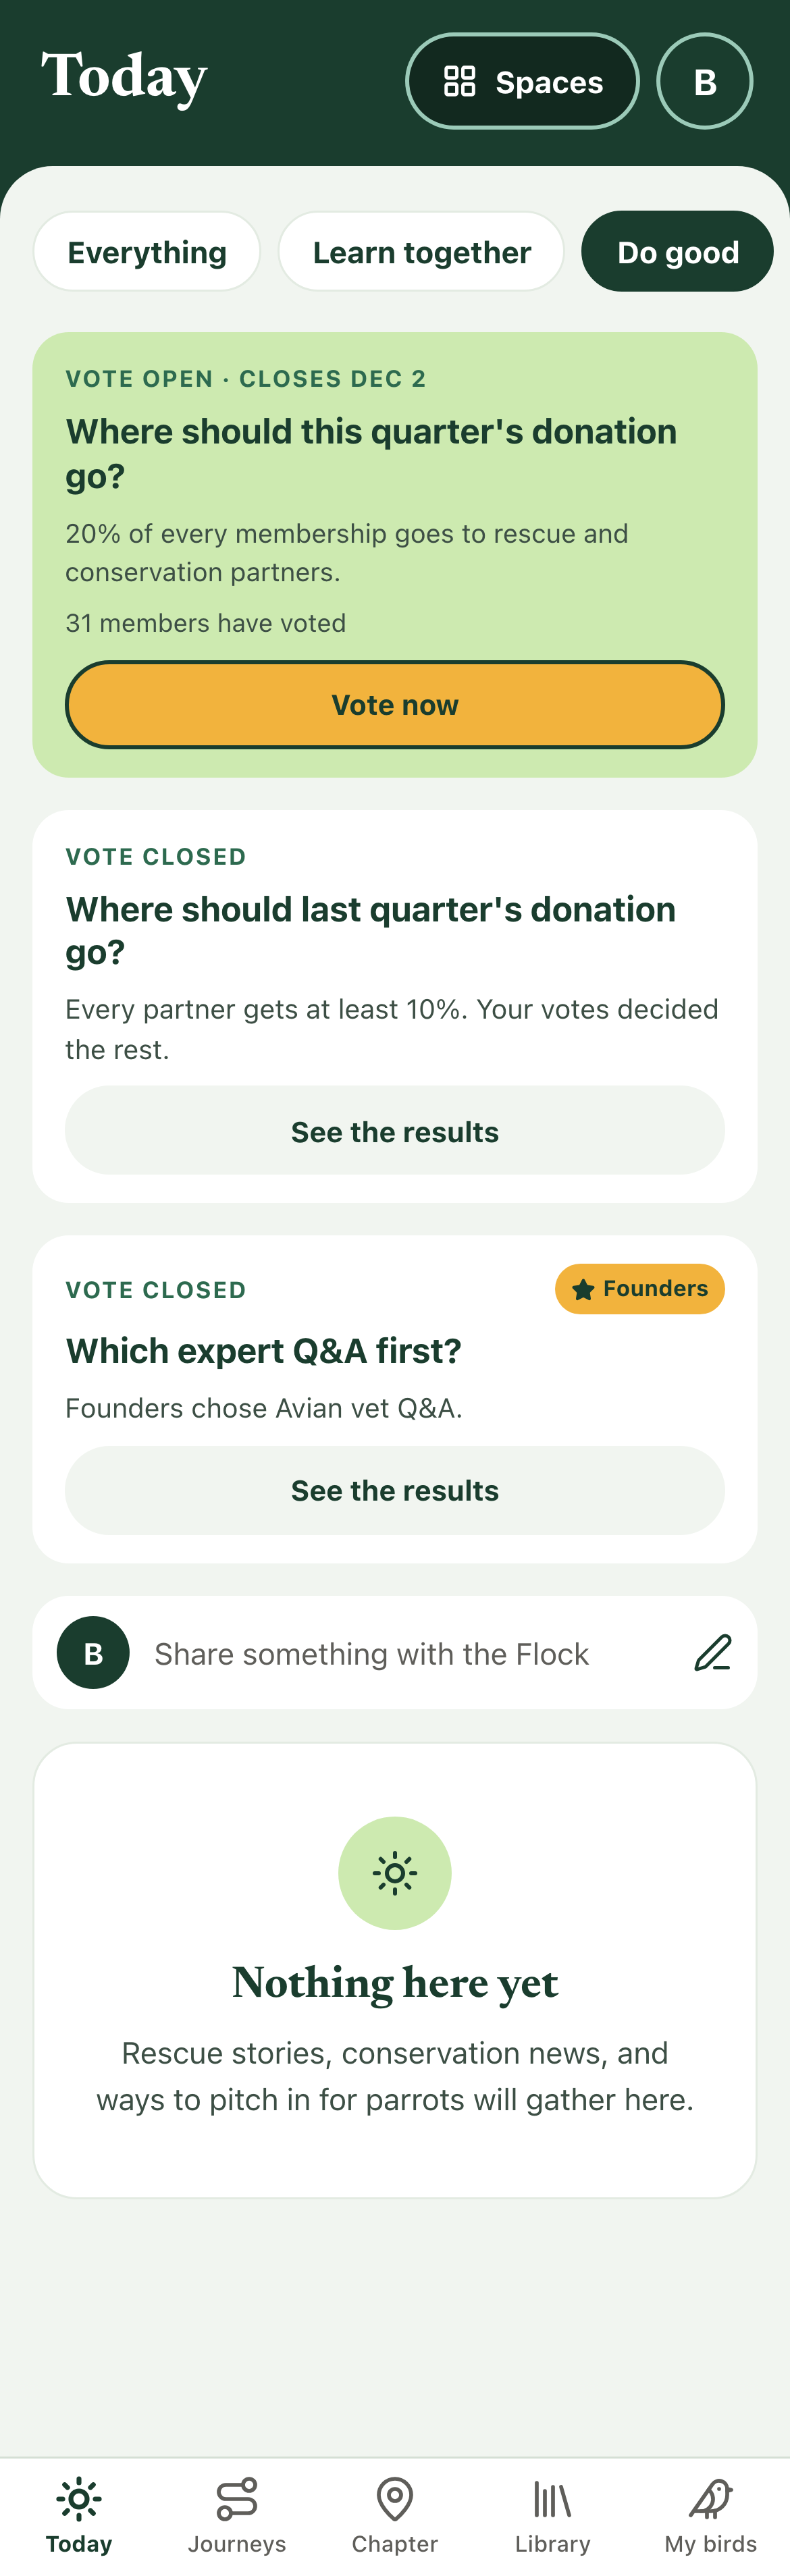 Today
Spaces
B
Everything
Learn together
Do good
VOTE OPEN · CLOSES DEC 2
Where should this quarter's donation
go?
20% of every membership goes to rescue and
conservation partners.
31 members have voted
Vote now
VOTE CLOSED
Where should last quarter's donation
go?
Every partner gets at least 10%. Your votes decided
the rest.
See the results
VOTE CLOSED
Founders
Which expert Q&A first?
Founders chose Avian vet Q&A.
See the results
B
Share something with the Flock
Nothing here yet
Rescue stories, conservation news, and
ways to pitch in for parrots will gather here.
Today
Journeys
Chapter
Library
My birds